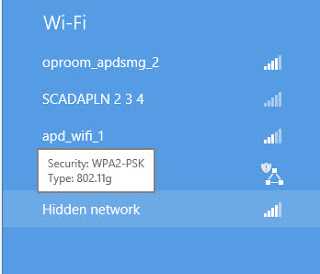 Wi-Fi
oproom_apdsmg_2
SCADAPLN 2 3 4
apd_wifi_1
Security: WPA2-PSK
Type: 802.11g
Hidden network